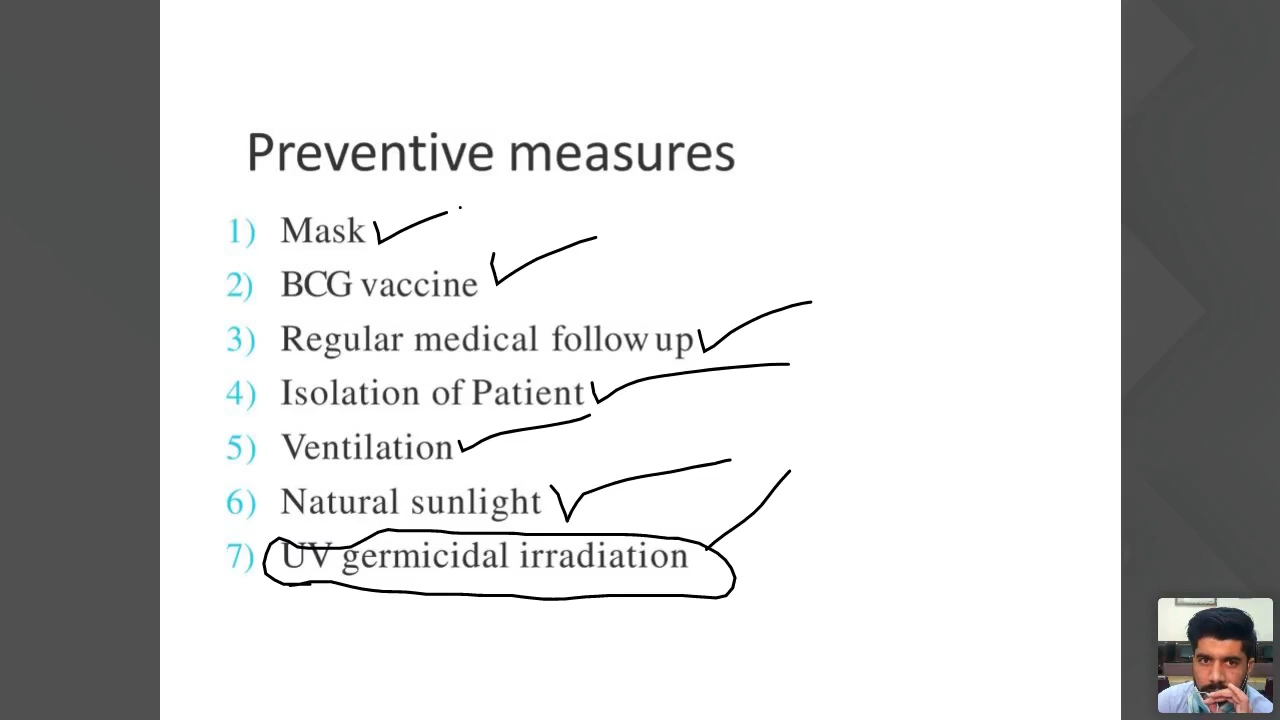 Preventive measures
1) Mask
2) BCG vaccine
3) Regular medical follow up
4) Isolation of Patient
5) Ventilation
6) Natural sunlight
7) UV germicidal irradiation